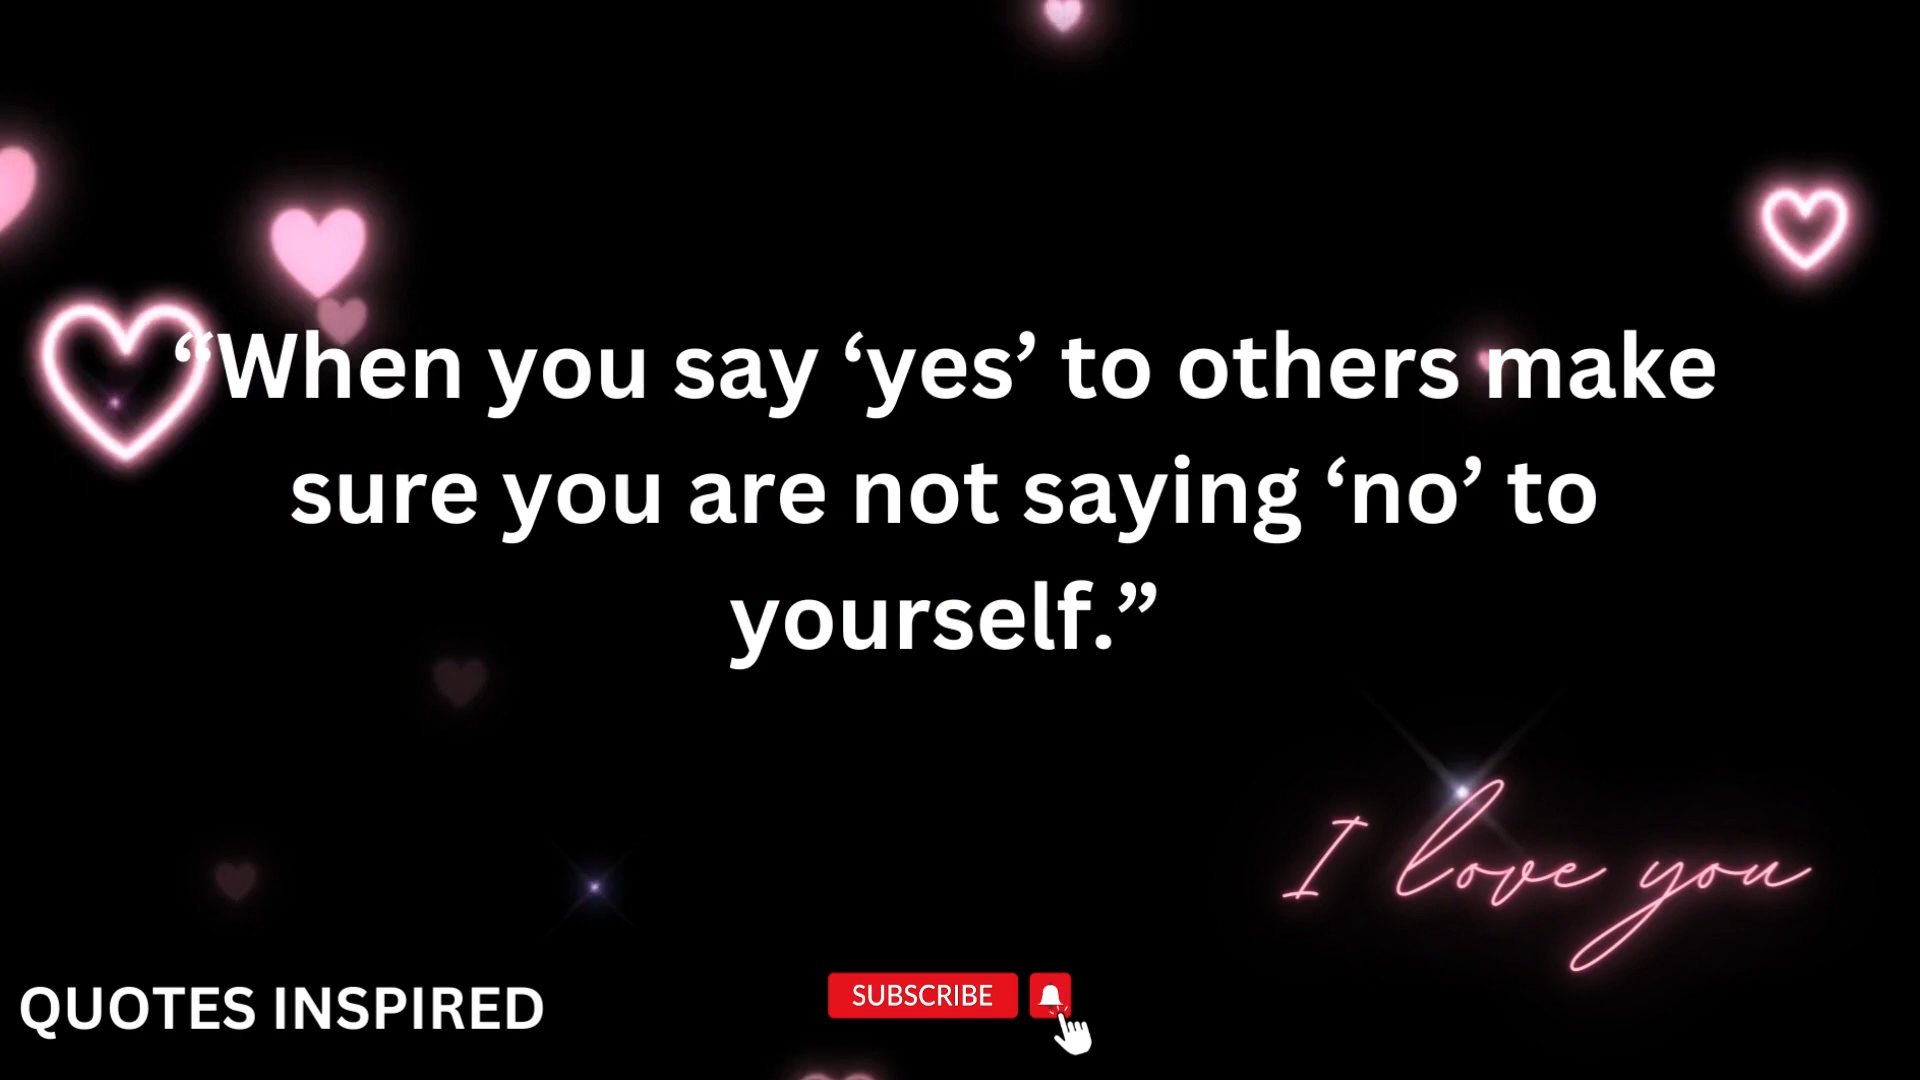 “When you say ‘yes’ to others make
sure you are not saying ‘no’ to
yourself.”
I love you
QUOTES INSPIRED
SUBSCRIBE